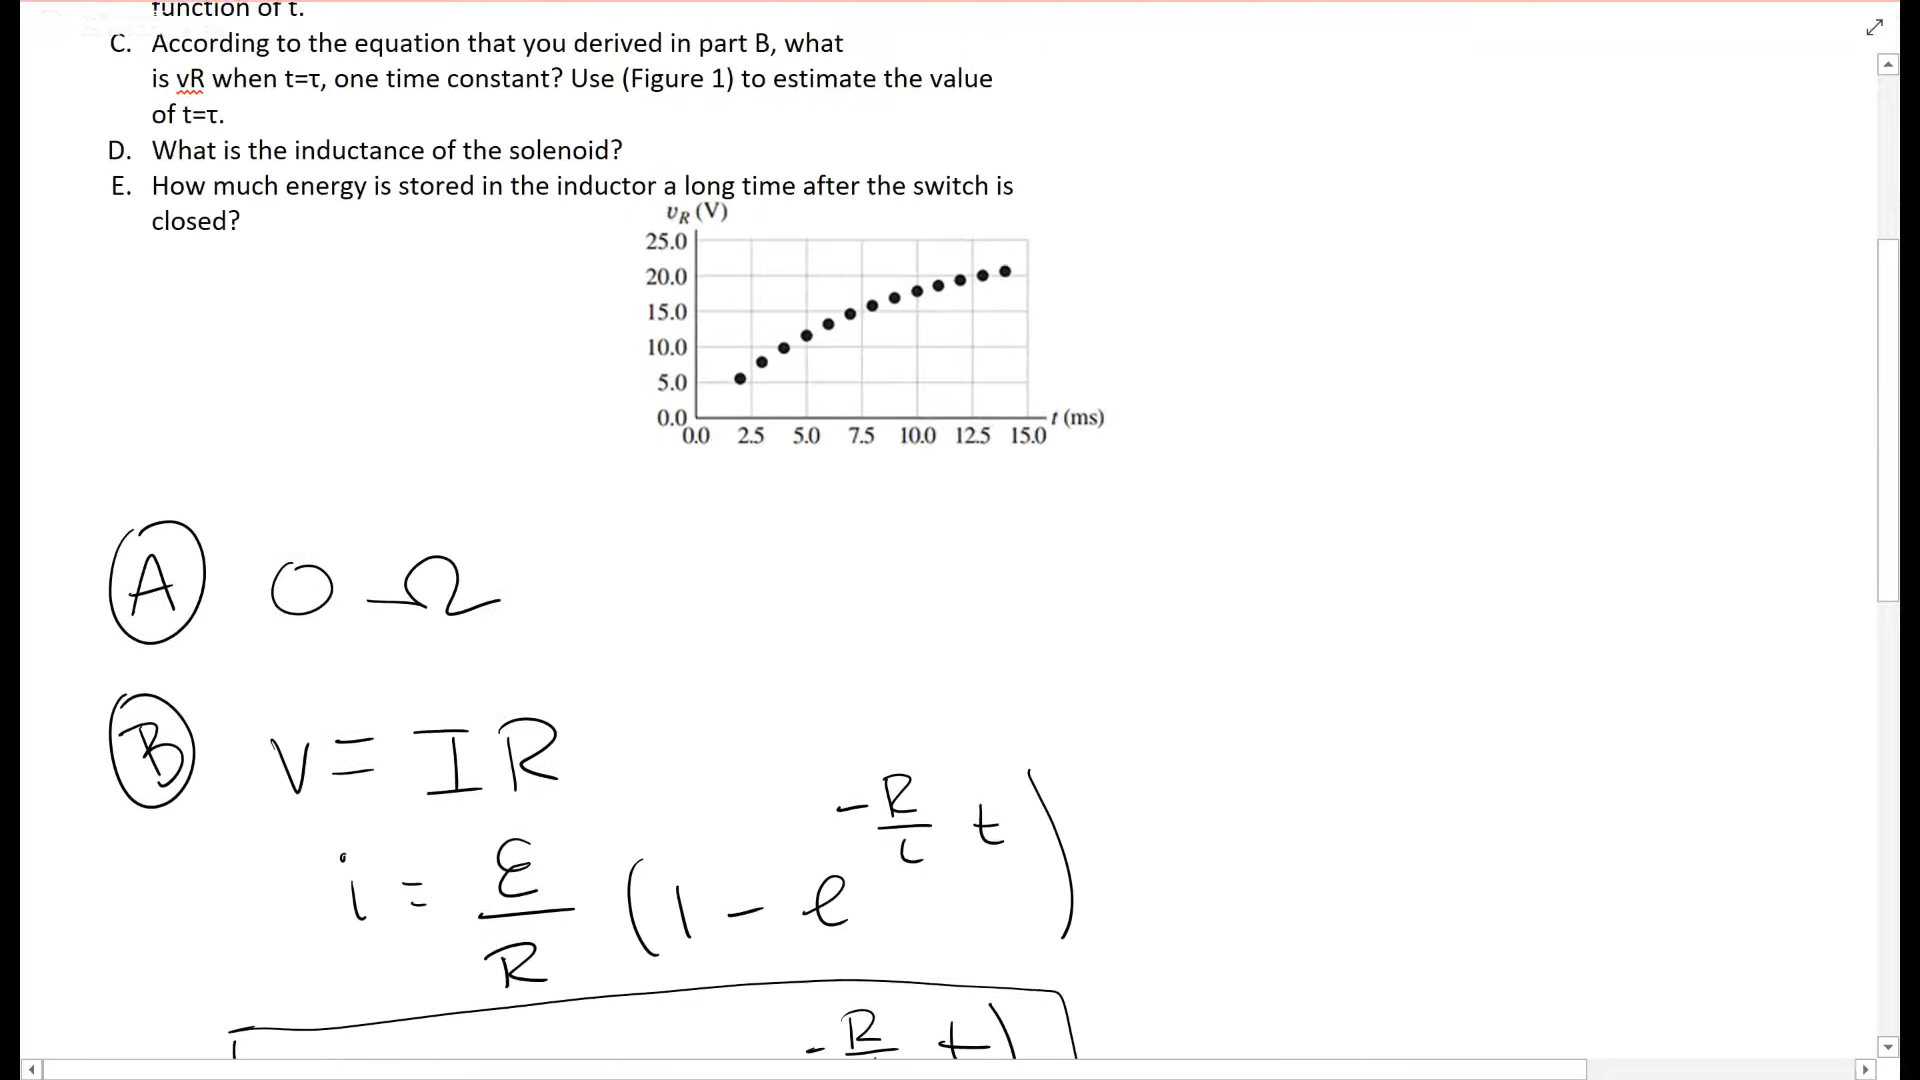 function of t.
C. According to the equation that you derived in part B, what
is vR when t=τ, one time constant? Use (Figure 1) to estimate the value
of t=τ.
D. What is the inductance of the solenoid?
E. How much energy is stored in the inductor a long time after the switch is
closed?
vR (V)
25.0
20.0
15.0
10.0
5.0
0.0
t (ms)
0.0 2.5 5.0 7.5 10.0 12.5 15.0
A 0 Ω
B V = IR
i = ε/R (1 - e^(-R/L t))
- R t)